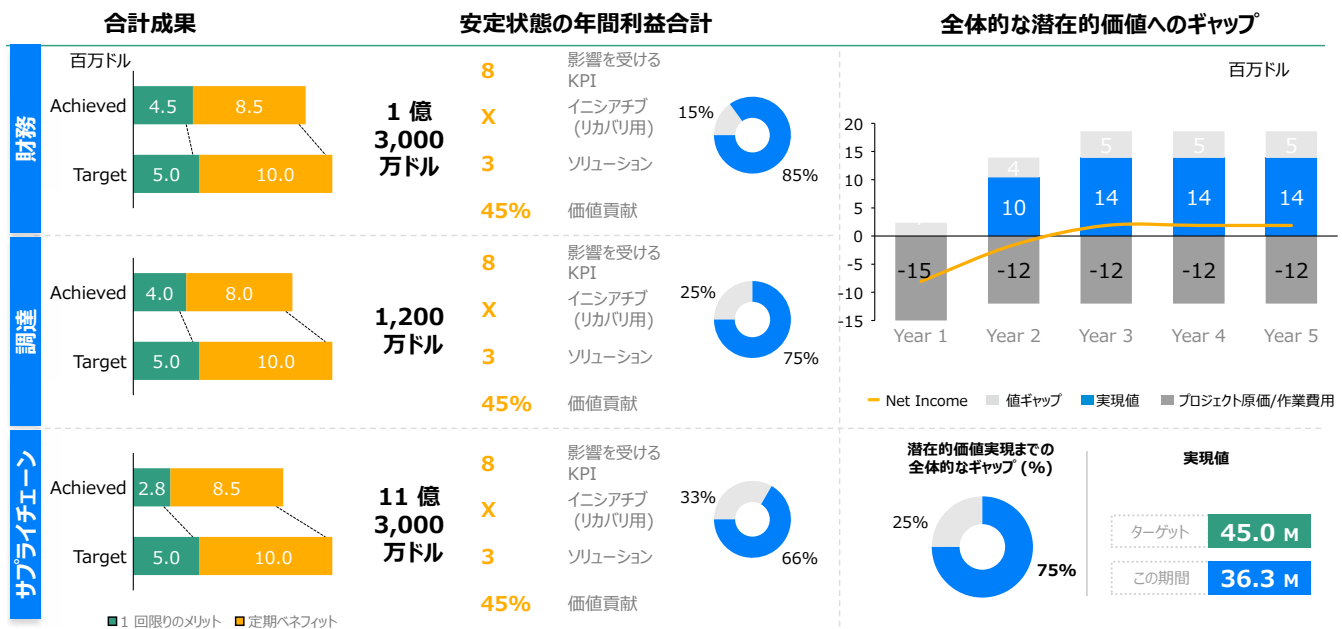 合計成果
安定状態の年間利益合計
全体的な潜在的価値へのギャップ
財務
百万ドル
Achieved 4.5 8.5
Target 5.0 10.0
1 億
3,000
万ドル
8 影響を受ける
KPI
X イニシアチブ
(リカバリ用)
3 ソリューション
45% 価値貢献
15%
85%
調達
Achieved 4.0 8.0
Target 5.0 10.0
1,200
万ドル
8 影響を受ける
KPI
X イニシアチブ
(リカバリ用)
3 ソリューション
45% 価値貢献
25%
75%
サプライチェーン
Achieved 2.8 8.5
Target 5.0 10.0
1 回限りのメリット 定期ベネフィット
11 億
3,000
万ドル
8 影響を受ける
KPI
X イニシアチブ
(リカバリ用)
3 ソリューション
45% 価値貢献
33%
66%
百万ドル
20
15
10
5
0
-5
-10
-15
4 5 5 5
10 14 14 14
-15 -12 -12 -12 -12
Year 1 Year 2 Year 3 Year 4 Year 5
Net Income 値ギャップ 実現値 プロジェクト原価/作業費用
潜在的価値実現までの
全体的なギャップ (%)
25%
75%
実現値
ターゲット 45.0 M
この期間 36.3 M